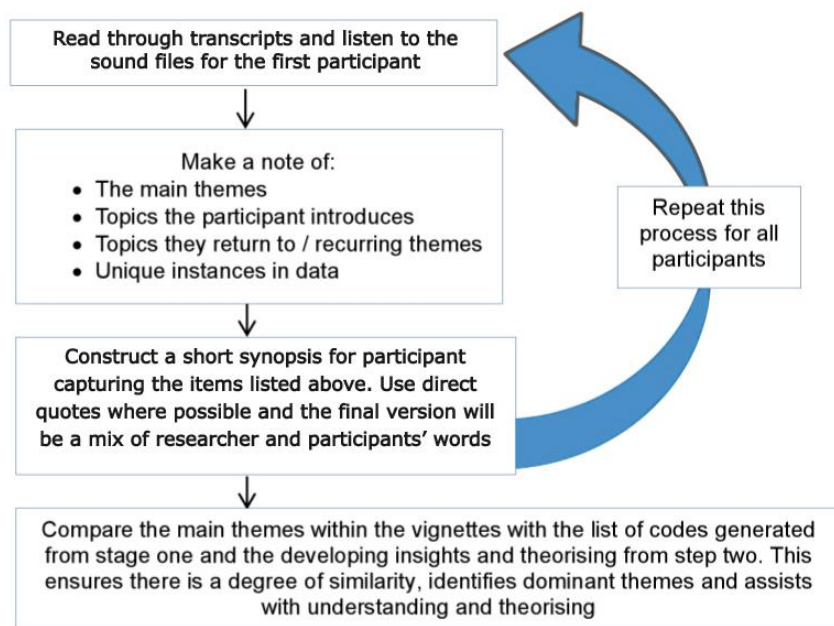 Read through transcripts and listen to the
sound files for the first participant
Make a note of:
• The main themes
• Topics the participant introduces
• Topics they return to / recurring themes
• Unique instances in data
Repeat this
process for all
participants
Construct a short synopsis for participant
capturing the items listed above. Use direct
quotes where possible and the final version will
be a mix of researcher and participants’ words
Compare the main themes within the vignettes with the list of codes generated
from stage one and the developing insights and theorising from step two. This
ensures there is a degree of similarity, identifies dominant themes and assists
with understanding and theorising